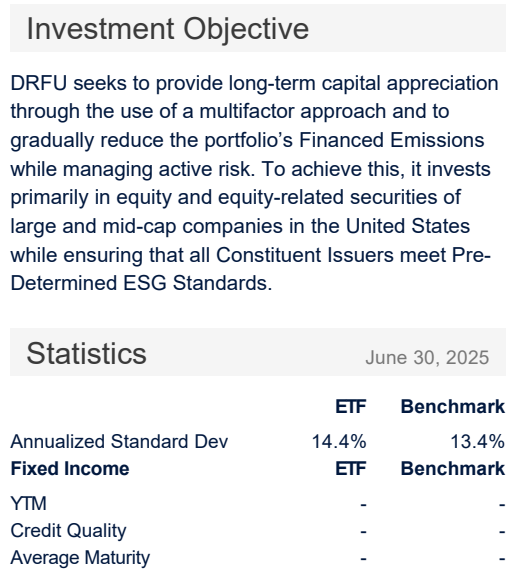 Investment Objective
DRFU seeks to provide long-term capital appreciation
through the use of a multifactor approach and to
gradually reduce the portfolio’s Financed Emissions
while managing active risk. To achieve this, it invests
primarily in equity and equity-related securities of
large and mid-cap companies in the United States
while ensuring that all Constituent Issuers meet Pre-
Determined ESG Standards.
Statistics June 30, 2025
ETF Benchmark
Annualized Standard Dev 14.4% 13.4%
Fixed Income ETF Benchmark
YTM - -
Credit Quality - -
Average Maturity - -